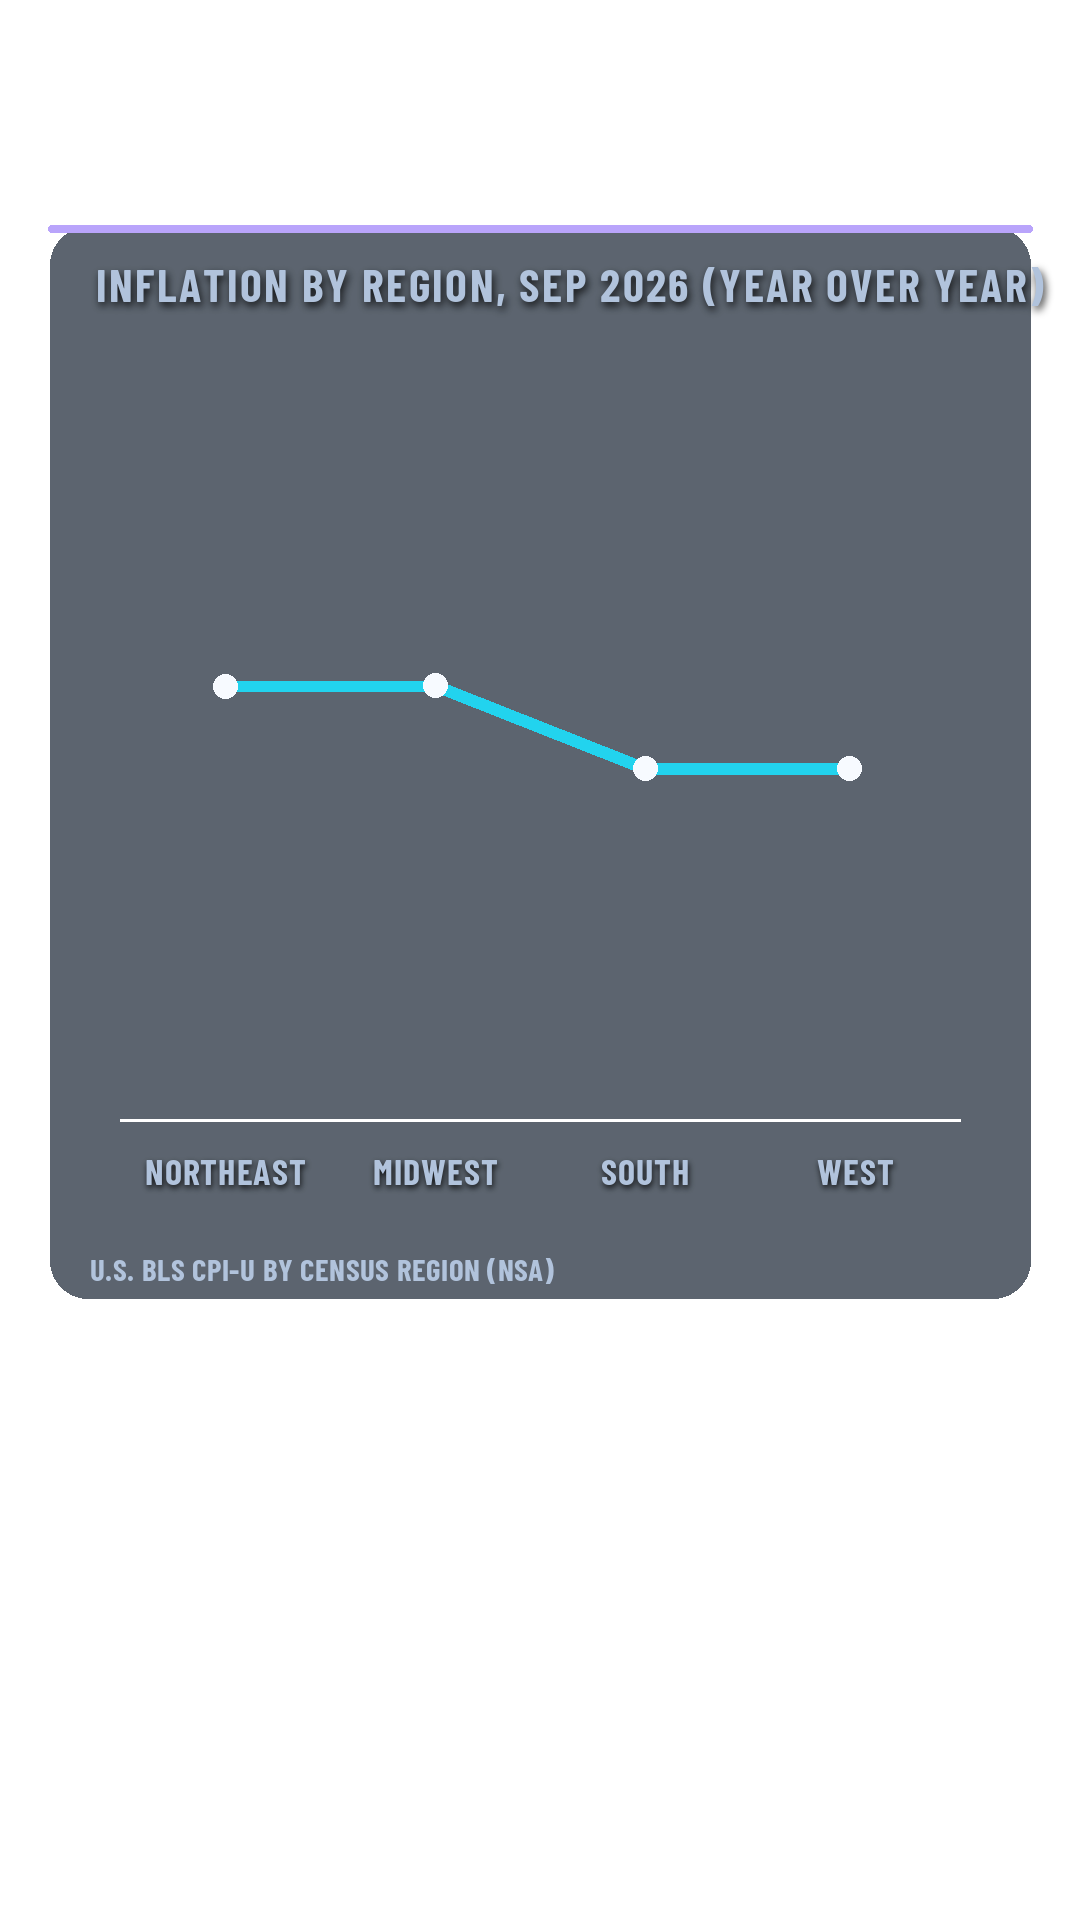 INFLATION BY REGION, SEP 2026 (YEAR OVER YEAR)
NORTHEAST MIDWEST SOUTH WEST
U.S. BLS CPI-U BY CENSUS REGION (NSA)